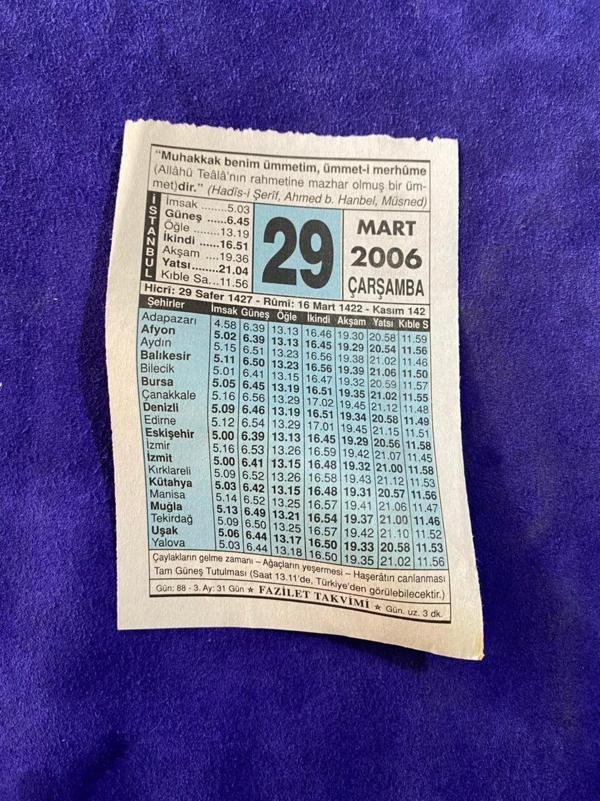 "Muhakkak benim ümmetim, ümmet-i merhûme
(Allâhü Teâlâ'nın rahmetine mazhar olmuş bir üm-
met)dir." (Hadîs-i Şerîf, Ahmed b. Hanbel, Müsned)
İSTANBUL
İmsak ........5.03
Güneş ......6.45
Öğle ........13.19
İkindi ......16.51
Akşam ....19.36
Yatsı........21.04
Kıble Sa...11.56
29
MART
2006
ÇARŞAMBA
Hicrî: 29 Safer 1427 - Rûmî: 16 Mart 1422 - Kasım 142
Şehirler İmsak Güneş Öğle İkindi Akşam Yatsı Kıble S
Adapazarı 4.58 6.39 13.13 16.46 19.30 20.58 11.59
Afyon 5.02 6.39 13.13 16.45 19.29 20.54 11.56
Aydın 5.15 6.51 13.23 16.56 19.38 21.02 11.46
Balıkesir 5.11 6.50 13.23 16.56 19.39 21.06 11.50
Bilecik 5.01 6.41 13.15 16.47 19.32 20.59 11.57
Bursa 5.05 6.45 13.19 16.51 19.35 21.02 11.55
Çanakkale 5.16 6.56 13.29 17.02 19.45 21.12 11.48
Denizli 5.09 6.46 13.19 16.51 19.34 20.58 11.49
Edirne 5.12 6.54 13.29 17.01 19.45 21.15 11.51
Eskişehir 5.00 6.39 13.13 16.45 19.29 20.56 11.58
İzmir 5.16 6.53 13.26 16.59 19.42 21.07 11.45
İzmit 5.00 6.41 13.15 16.48 19.32 21.00 11.58
Kırklareli 5.09 6.52 13.26 16.58 19.43 21.12 11.53
Kütahya 5.03 6.42 13.15 16.48 19.31 20.57 11.56
Manisa 5.14 6.52 13.25 16.57 19.41 21.06 11.47
Muğla 5.13 6.49 13.21 16.54 19.37 21.00 11.46
Tekirdağ 5.09 6.50 13.25 16.57 19.42 21.10 11.52
Uşak 5.06 6.44 13.17 16.50 19.33 20.58 11.53
Yalova 5.03 6.44 13.18 16.50 19.35 21.02 11.56
Çaylakların gelme zamanı – Ağaçların yeşermesi – Haşerâtın canlanması
Tam Güneş Tutulması (Saat 13.11'de, Türkiye'den görülebilecektir.)
Gün: 88 - 3. Ay: 31 Gün ★ FAZİLET TAKVİMİ ★ Gün. uz. 3 dk.